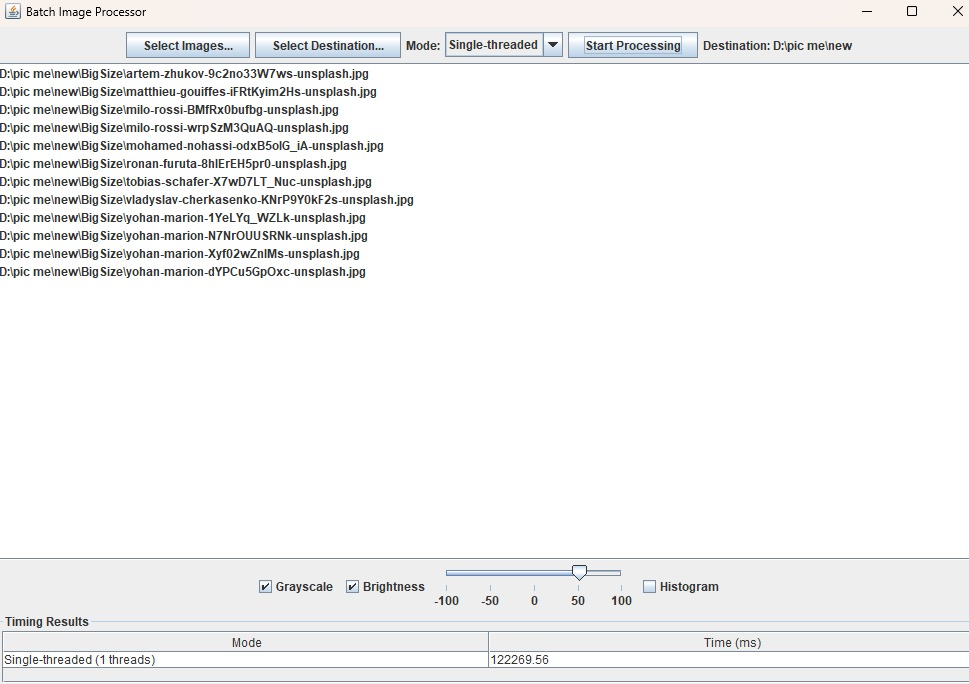 Batch Image Processor
Select Images... Select Destination... Mode: Single-threaded Start Processing Destination: D:\pic me\new
D:\pic me\new\BigSize\artem-zhukov-9c2no33W7ws-unsplash.jpg
D:\pic me\new\BigSize\matthieu-gouiffes-iFRtKyim2Hs-unsplash.jpg
D:\pic me\new\BigSize\milo-rossi-BMfRx0bufbg-unsplash.jpg
D:\pic me\new\BigSize\milo-rossi-wrpSzM3QuAQ-unsplash.jpg
D:\pic me\new\BigSize\mohamed-nohassi-odxB5oIG_iA-unsplash.jpg
D:\pic me\new\BigSize\ronan-furuta-8hIErEH5pr0-unsplash.jpg
D:\pic me\new\BigSize\tobias-schafer-X7wD7LT_Nuc-unsplash.jpg
D:\pic me\new\BigSize\vladyslav-cherkasenko-KNrP9Y0kF2s-unsplash.jpg
D:\pic me\new\BigSize\yohan-marion-1YeLYq_WZLk-unsplash.jpg
D:\pic me\new\BigSize\yohan-marion-N7NrOUUSRNk-unsplash.jpg
D:\pic me\new\BigSize\yohan-marion-Xyf02wZnIMs-unsplash.jpg
D:\pic me\new\BigSize\yohan-marion-dYPCu5GpOxc-unsplash.jpg
Grayscale Brightness Histogram
-100 -50 0 50 100
Timing Results
Mode Time (ms)
Single-threaded (1 threads) 122269.56